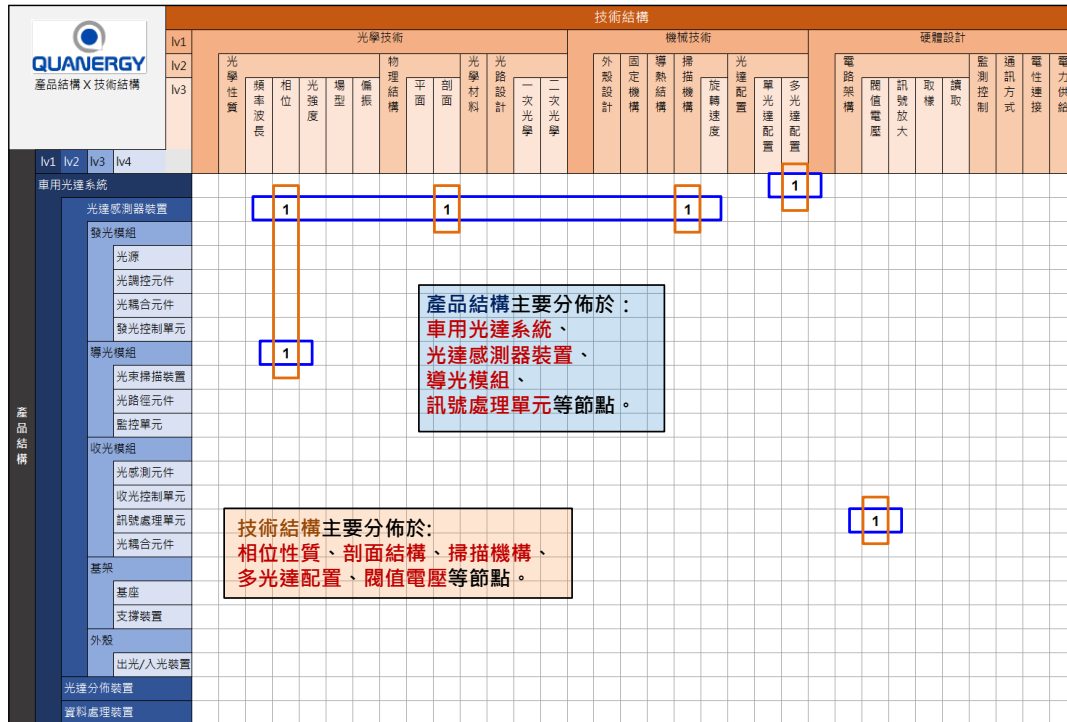 技術結構
QUANERGY
產品結構 X 技術結構
lv1
光學技術
機械技術
硬體設計
lv2
光學性質
物理結構
光學材料
光路設計
外殼設計
固定機構
導熱結構
掃描機構
光達配置
電路架構
監測控制
通訊方式
電性連接
電力供給
lv3
頻率波長
相位
光強度
場型
偏振
平面
剖面
一次光學
二次光學
旋轉速度
單光達配置
多光達配置
閥值電壓
訊號放大
取樣
讀取
lv1 lv2 lv3 lv4
產品結構
車用光達系統
1
光達感測器裝置
1 1 1
發光模組
光源
光調控元件
光耦合元件
發光控制單元
導光模組
1
光束掃描裝置
光路徑元件
監控單元
收光模組
光感測元件
收光控制單元
訊號處理單元
1
光耦合元件
基架
基座
支撐裝置
外殼
出光/入光裝置
光達分佈裝置
資料處理裝置
產品結構主要分佈於：
車用光達系統、
光達感測器裝置、
導光模組、
訊號處理單元等節點。
技術結構主要分佈於:
相位性質、剖面結構、掃描機構、
多光達配置、閥值電壓等節點。